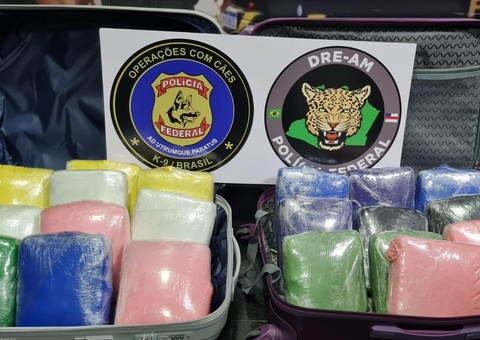 OPERAÇÕES COM CÃES
POLÍCIA
FEDERAL
AD UTRUMQUE PARATUS
K-9 / BRASIL
DRE-AM
POLÍCIA FEDERAL